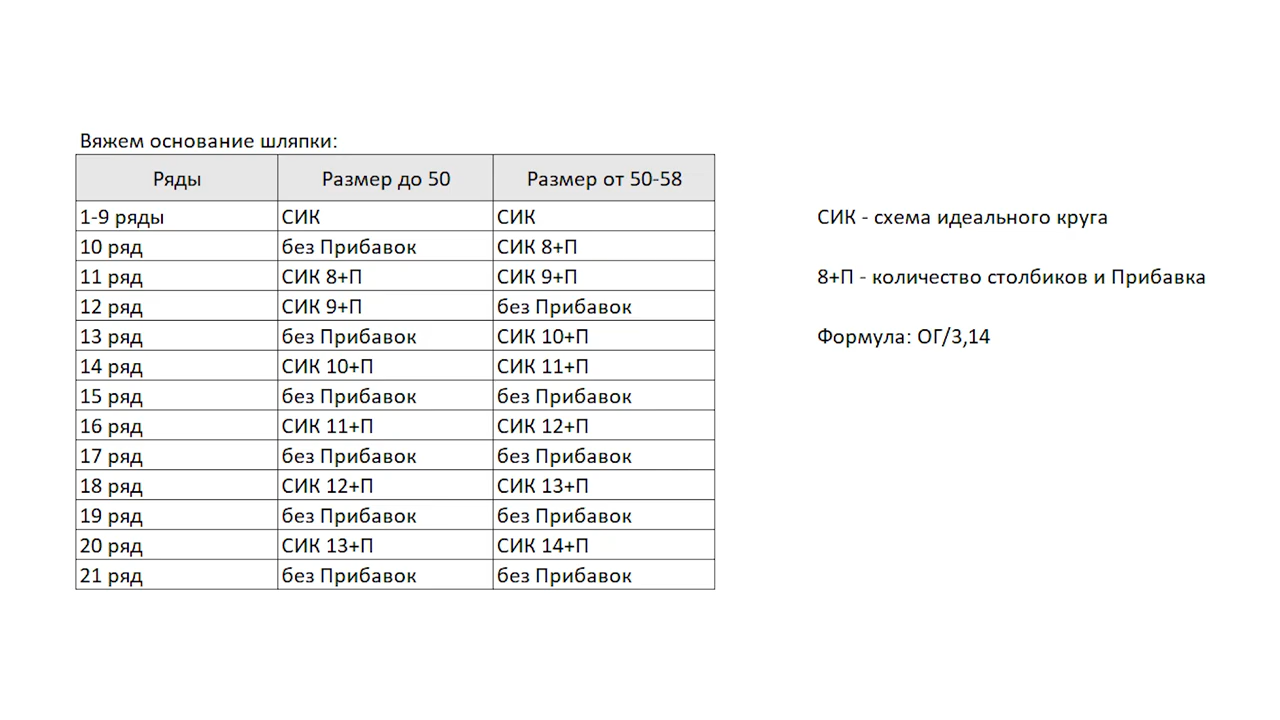 Вяжем основание шляпки:
Ряды Размер до 50 Размер от 50-58
1-9 ряды СИК СИК СИК - схема идеального круга
10 ряд без Прибавок СИК 8+П
11 ряд СИК 8+П СИК 9+П 8+П - количество столбиков и Прибавка
12 ряд СИК 9+П без Прибавок
13 ряд без Прибавок СИК 10+П Формула: ОГ/3,14
14 ряд СИК 10+П СИК 11+П
15 ряд без Прибавок без Прибавок
16 ряд СИК 11+П СИК 12+П
17 ряд без Прибавок без Прибавок
18 ряд СИК 12+П СИК 13+П
19 ряд без Прибавок без Прибавок
20 ряд СИК 13+П СИК 14+П
21 ряд без Прибавок без Прибавок